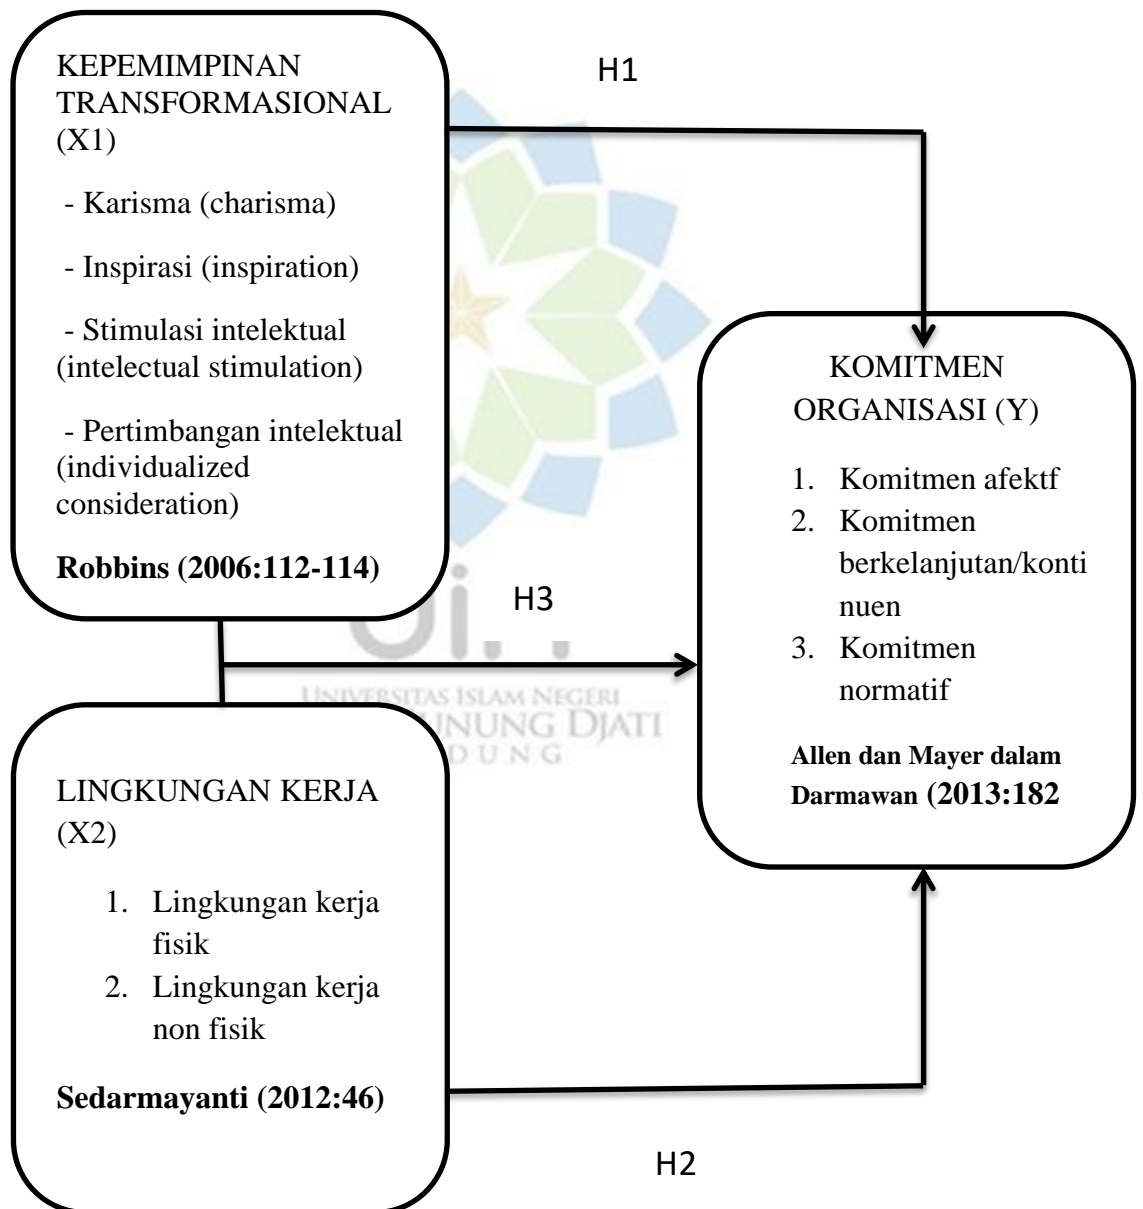 KEPEMIMPINAN
TRANSFORMASIONAL
(X1)
- Karisma (charisma)
- Inspirasi (inspiration)
- Stimulasi intelektual
(intelectual stimulation)
- Pertimbangan intelektual
(individualized
consideration)
Robbins (2006:112-114)
H1
H3
KOMITMEN
ORGANISASI (Y)
1. Komitmen afektf
2. Komitmen
berkelanjutan/konti
nuen
3. Komitmen
normatif
Allen dan Mayer dalam
Darmawan (2013:182
UNIVERSITAS ISLAM NEGERI
DJATI
LINGKUNGAN KERJA
(X2)
1. Lingkungan kerja
fisik
2. Lingkungan kerja
non fisik
Sedarmayanti (2012:46)
H2